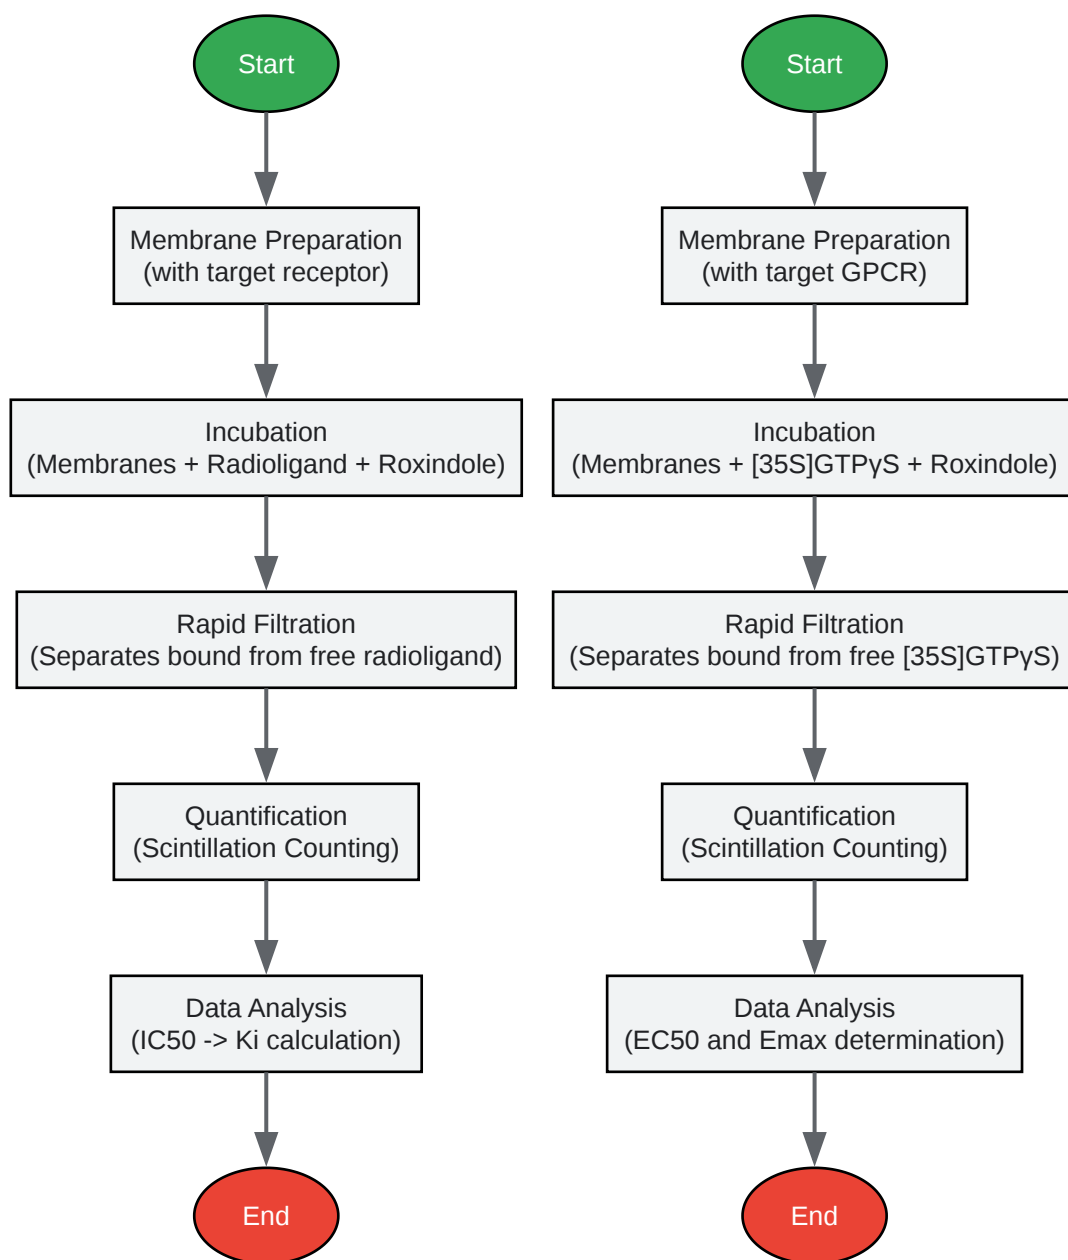 Start
Membrane Preparation
(with target receptor)
Incubation
(Membranes + Radioligand + Roxindole)
Rapid Filtration
(Separates bound from free radioligand)
Quantification
(Scintillation Counting)
Data Analysis
(IC50 -> Ki calculation)
End
Start
Membrane Preparation
(with target GPCR)
Incubation
(Membranes + [35S]GTPγS + Roxindole)
Rapid Filtration
(Separates bound from free [35S]GTPγS)
Quantification
(Scintillation Counting)
Data Analysis
(EC50 and Emax determination)
End